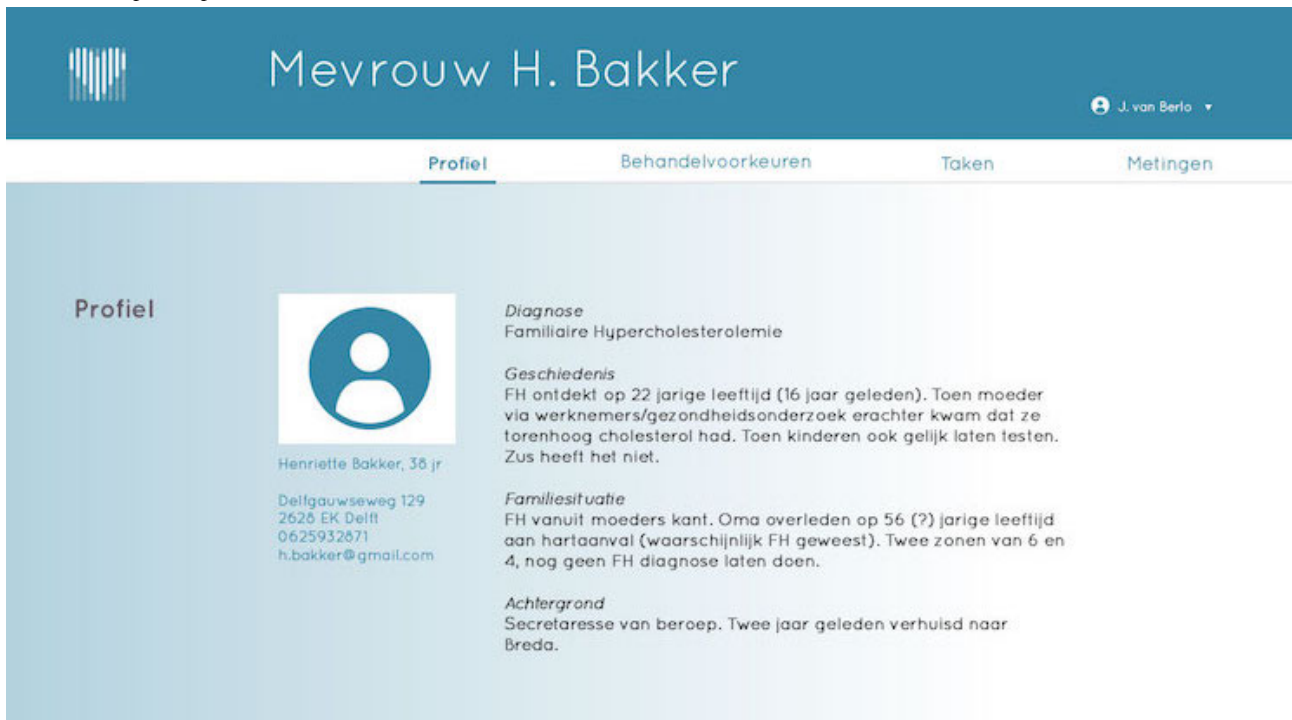 Mevrouw H. Bakker
J. van Berlo
Profiel
Behandelvoorkeuren
Taken
Metingen
Profiel
Henriette Bakker, 38 jr
Delfgauwseweg 129
2628 EK Delft
0625932871
h.bakker@gmail.com
Diagnose
Familiaire Hypercholesterolemie
Geschiedenis
FH ontdekt op 22 jarige leeftijd (16 jaar geleden). Toen moeder
via werknemers/gezondheidsonderzoek erachter kwam dat ze
torenhoog cholesterol had. Toen kinderen ook gelijk laten testen.
Zus heeft het niet.
Familiesituatie
FH vanuit moeders kant. Oma overleden op 56 (?) jarige leeftijd
aan hartaanval (waarschijnlijk FH geweest). Twee zonen van 6 en
4, nog geen FH diagnose laten doen.
Achtergrond
Secretaresse van beroep. Twee jaar geleden verhuisd naar
Breda.